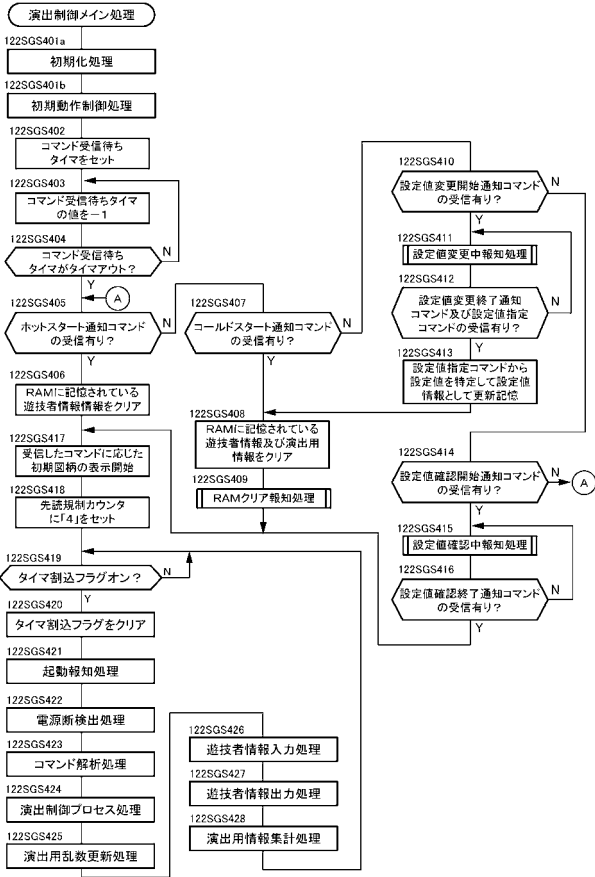 演出制御メイン処理
122SGS401a
初期化処理
122SGS401b
初期動作制御処理
122SGS402
コマンド受信待ち
タイマをセット
122SGS403
コマンド受信待ちタイマ
の値を－1
122SGS404
コマンド受信待ち
タイマがタイマアウト？
N
Y
A
122SGS405
ホットスタート通知コマンド
の受信有り？
N
Y
122SGS406
RAMに記憶されている
遊技者情報情報をクリア
122SGS417
受信したコマンドに応じた
初期図柄の表示開始
122SGS418
先読規制カウンタ
に「4」をセット
122SGS419
タイマ割込フラグオン？
N
Y
122SGS420
タイマ割込フラグをクリア
122SGS421
起動報知処理
122SGS422
電源断検出処理
122SGS423
コマンド解析処理
122SGS424
演出制御プロセス処理
122SGS425
演出用乱数更新処理
122SGS407
コールドスタート通知コマンド
の受信有り？
N
Y
122SGS408
RAMに記憶されている
遊技者情報及び演出用
情報をクリア
122SGS409
RAMクリア報知処理
122SGS426
遊技者情報入力処理
122SGS427
遊技者情報出力処理
122SGS428
演出用情報集計処理
122SGS410
設定値変更開始通知コマンド
の受信有り？
N
Y
122SGS411
設定値変更中報知処理
122SGS412
設定値変更終了通知
コマンド及び設定値指定
コマンドの受信有り？
N
Y
122SGS413
設定値指定コマンドから
設定値を特定して設定値
情報として更新記憶
122SGS414
設定値確認開始通知コマンド
の受信有り？
N
A
Y
122SGS415
設定値確認中報知処理
122SGS416
設定値確認終了通知コマンド
の受信有り？
N
Y